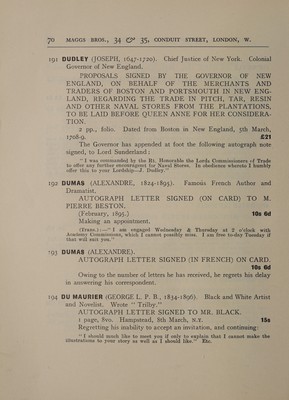 70 MAGGS BROS., 34 & 35, CONDUIT STREET, LONDON, W.
191 DUDLEY (JOSEPH, 1647-1720). Chief Justice of New York. Colonial
Governor of New England.
PROPOSALS SIGNED BY THE GOVERNOR OF NEW
ENGLAND, ON BEHALF OF THE MERCHANTS AND
TRADERS OF BOSTON AND PORTSMOUTH IN NEW ENG-
LAND, REGARDING THE TRADE IN PITCH, TAR, RESIN
AND OTHER NAVAL STORES FROM THE PLANTATIONS,
TO BE LAID BEFORE QUEEN ANNE FOR HER CONSIDERA-
TION.
2 pp., folio. Dated from Boston in New England, 5th March,
1708-9. £21
The Governor has appended at foot the following autograph note
signed, to Lord Sunderland:
"I was commanded by the Rt. Honorable the Lords Commissioners of Trade
to offer any further encouragemt for Naval Stores. In obedience whereto I humbly
offer this to your Lordship—J. Dudley."
192 DUMAS (ALEXANDRE, 1824-1895). Famous French Author and
Dramatist.
AUTOGRAPH LETTER SIGNED (ON CARD) TO M.
PIERRE BESTON.
(February, 1895.) 10s 6d
Making an appointment.
(TRANS.):—"I am engaged Wednesday & Thursday at 2 o'clock with
Academy Commissions, which I cannot possibly miss. I am free to-day Tuesday if
that will suit you."
193 DUMAS (ALEXANDRE).
AUTOGRAPH LETTER SIGNED (IN FRENCH) ON CARD.
10s 6d
Owing to the number of letters he has received, he regrets his delay
in answering his correspondent.
194 DU MAURIER (GEORGE L. P. B., 1834-1896). Black and White Artist
and Novelist. Wrote "Trilby."
AUTOGRAPH LETTER SIGNED TO MR. BLACK.
1 page, 8vo. Hampstead, 8th March, N.Y. 15s
Regretting his inability to accept an invitation, and continuing:
"I should much like to meet you if only to explain that I cannot make the
illustrations to your story as well as I should like." Etc.